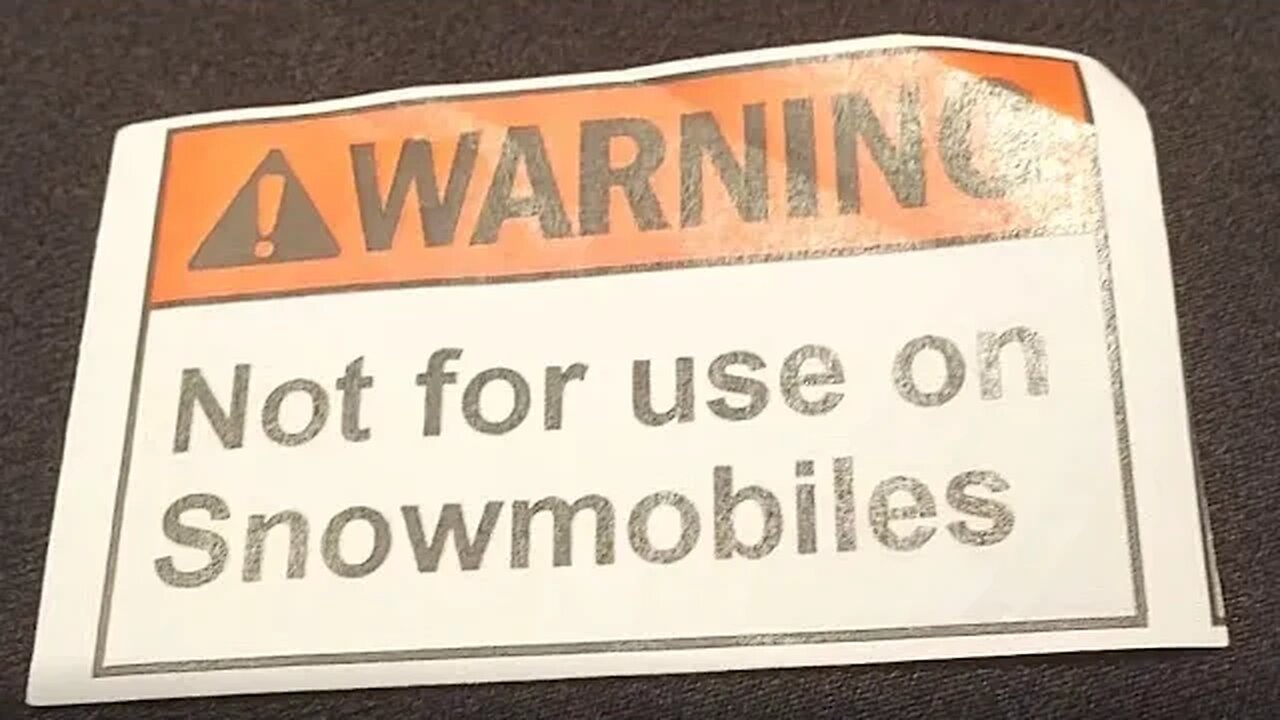 WARNING
Not for use on
Snowmobiles